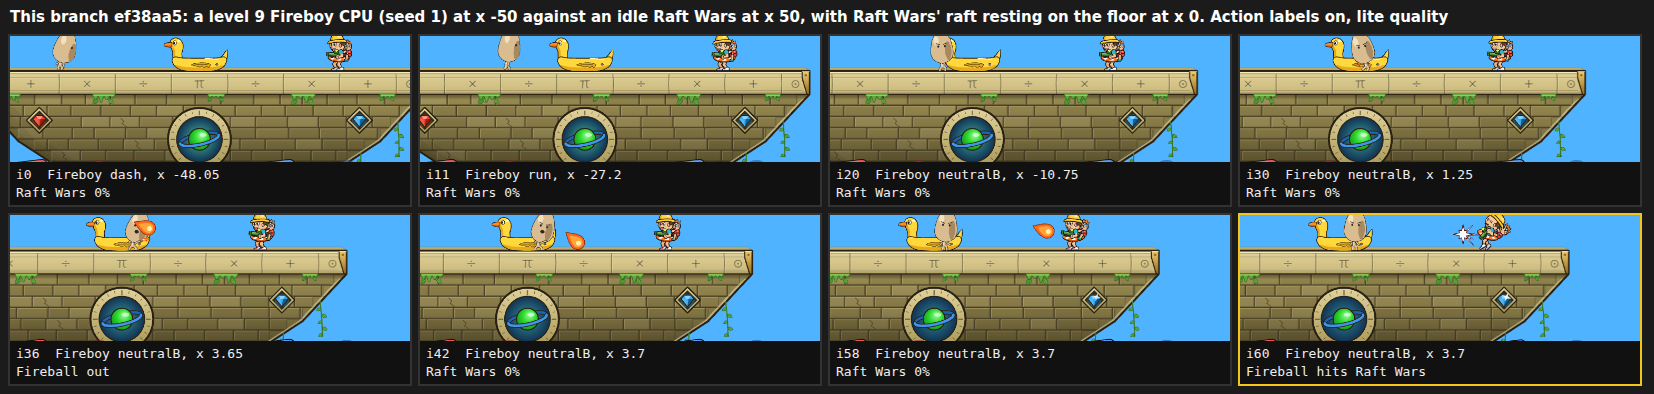 This branch ef38aa5: a level 9 Fireboy CPU (seed 1) at x -50 against an idle Raft Wars at x 50, with Raft Wars' raft resting on the floor at x 0. Action labels on, lite quality
+ × ÷ π ÷ × +
× ÷ π ÷ × +
× ÷ π ÷ × +
× ÷ π ÷ × +
i0 Fireboy dash, x -48.05
Raft Wars 0%
i11 Fireboy run, x -27.2
Raft Wars 0%
i20 Fireboy neutralB, x -10.75
Raft Wars 0%
i30 Fireboy neutralB, x 1.25
Raft Wars 0%
÷ π ÷ × +
÷ π ÷ × +
÷ π ÷ × +
÷ π ÷ × +
i36 Fireboy neutralB, x 3.65
Fireball out
i42 Fireboy neutralB, x 3.7
Raft Wars 0%
i58 Fireboy neutralB, x 3.7
Raft Wars 0%
i60 Fireboy neutralB, x 3.7
Fireball hits Raft Wars